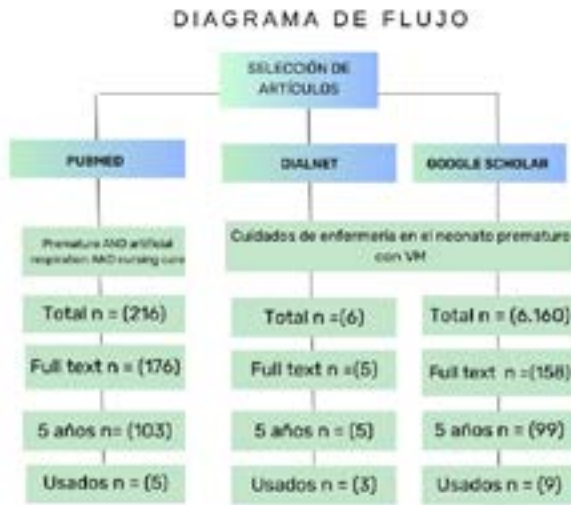 DIAGRAMA DE FLUJO
SELECCIÓN DE
ARTÍCULOS
PUBMED
DIALNET
GOOGLE SCHOLAR
Premature AND artificial
respiration AND nursing care
Cuidados de enfermería en el neonato prematuro
con VM
Total n = (216)
Total n =(6)
Total n = (6.160)
Full text n = (176)
Full text n =(5)
Full text n =(158)
5 años n= (103)
5 años n = (5)
5 años n = (99)
Usados n = (5)
Usados n = (3)
Usados n = (9)